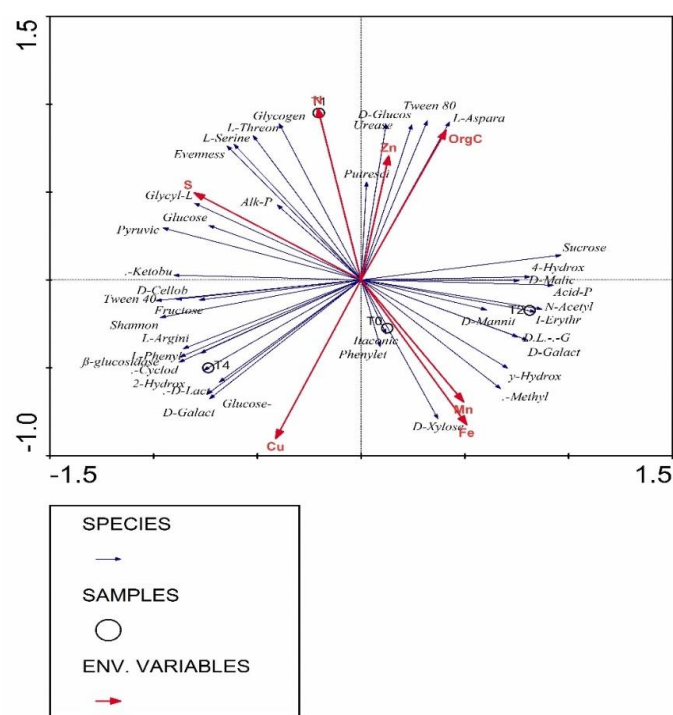 1.5
N
T1
Glycogen
L-Threon
L-Serine
Evenness
D-Glucos
Urease
Tween 80
L-Aspara
OrgC
Zn
Putresci
S
Glycyl-L
Alk-P
Glucose
Pyruvic
.-Ketobu
Sucrose
4-Hydrox
D-Malic
Acid-P
D-Cellob
Tween 40
Fructose
Shannon
L-Argini
L-Phenyl
β-glucosidase
.-Cyclod
T4
2-Hydrox
.-D-Lact
D-Galact
Glucose-
Cu
T0
Itaconic
Phenylet
D-Mannit
T2
N-Acetyl
I-Erythr
D.L.-.-G
D-Galact
y-Hydrox
.-Methyl
Mn
D-Xylose
Fe
-1.0
-1.5
1.5
SPECIES
SAMPLES
ENV. VARIABLES